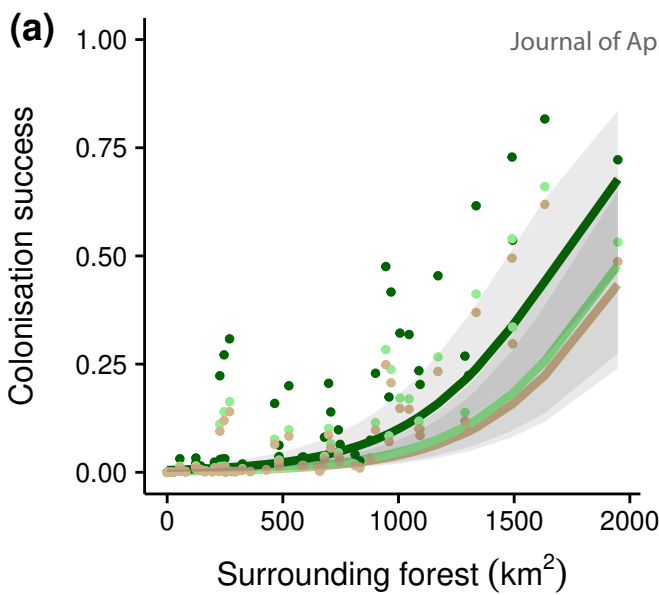 (a)
Journal of Ap
1.00
0.75
0.50
0.25
0.00
Colonisation success
0 500 1000 1500 2000
Surrounding forest (km²)